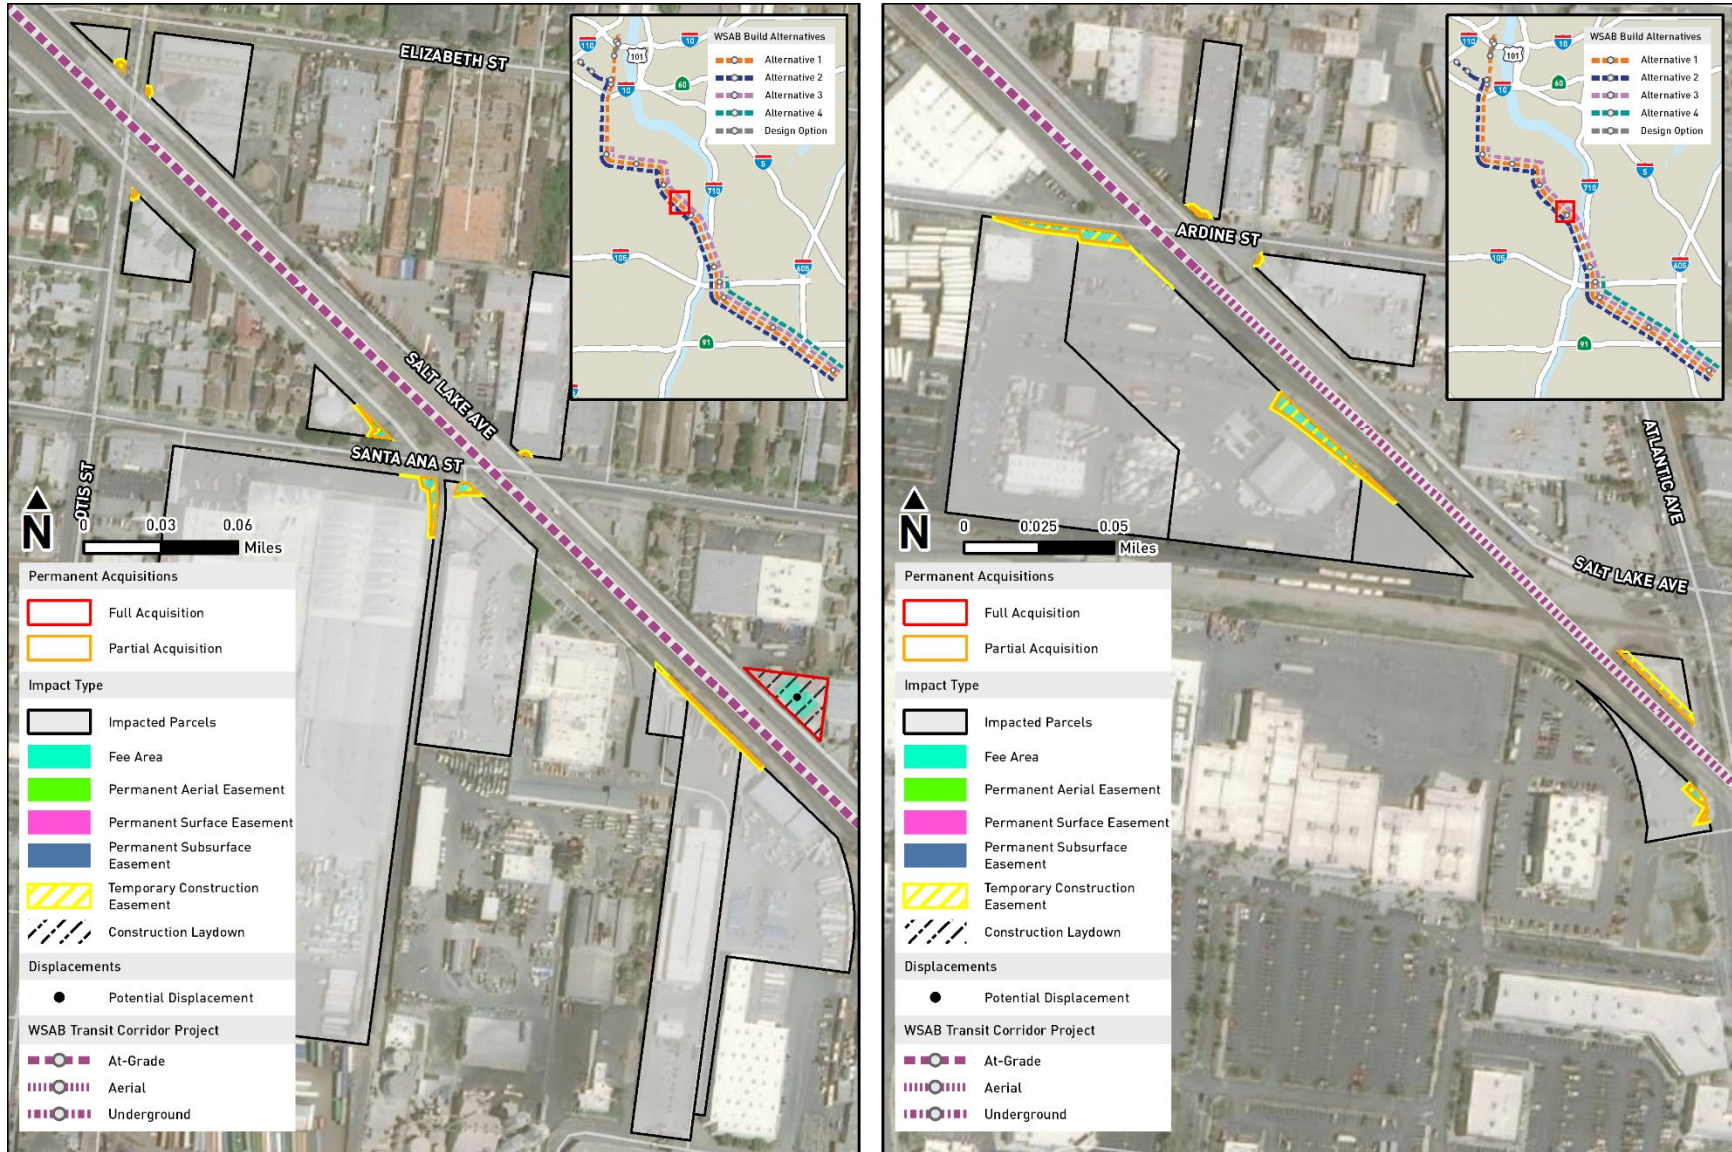 ELIZABETH ST
SALT LAKE AVE
SANTA ANA ST
OTIS ST
WSAB Build Alternatives
Alternative 1
Alternative 2
Alternative 3
Alternative 4
Design Option
110
10
101
10
60
5
710
105
605
91
N
0 0.03 0.06
Miles
Permanent Acquisitions
Full Acquisition
Partial Acquisition
Impact Type
Impacted Parcels
Fee Area
Permanent Aerial Easement
Permanent Surface Easement
Permanent Subsurface
Easement
Temporary Construction
Easement
Construction Laydown
Displacements
Potential Displacement
WSAB Transit Corridor Project
At-Grade
Aerial
Underground
ARDINE ST
ATLANTIC AVE
SALT LAKE AVE
WSAB Build Alternatives
Alternative 1
Alternative 2
Alternative 3
Alternative 4
Design Option
110
10
101
10
60
5
710
105
605
91
N
0 0.025 0.05
Miles
Permanent Acquisitions
Full Acquisition
Partial Acquisition
Impact Type
Impacted Parcels
Fee Area
Permanent Aerial Easement
Permanent Surface Easement
Permanent Subsurface
Easement
Temporary Construction
Easement
Construction Laydown
Displacements
Potential Displacement
WSAB Transit Corridor Project
At-Grade
Aerial
Underground